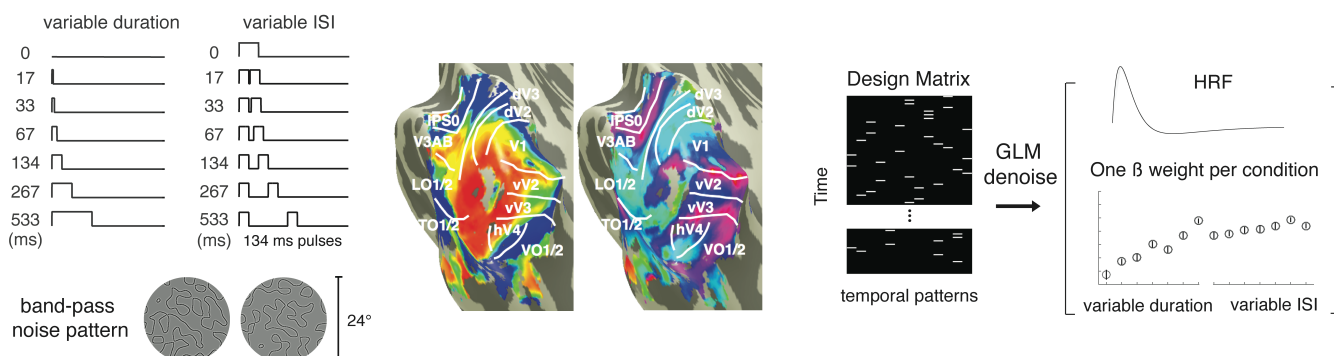 variable duration
0
17
33
67
134
267
533
(ms)
variable ISI
0
17
33
67
134
267
533
(ms)
134 ms pulses
band-pass
noise pattern
24°
dV3
dV2
IPS0
V3AB
V1
LO1/2
vV2
vV3
TO1/2
hV4
VO1/2
dV3
dV2
IPS0
V3AB
V1
LO1/2
vV2
vV3
TO1/2
hV4
VO1/2
Design Matrix
Time
temporal patterns
GLM
denoise
HRF
One ß weight per condition
variable duration
variable ISI